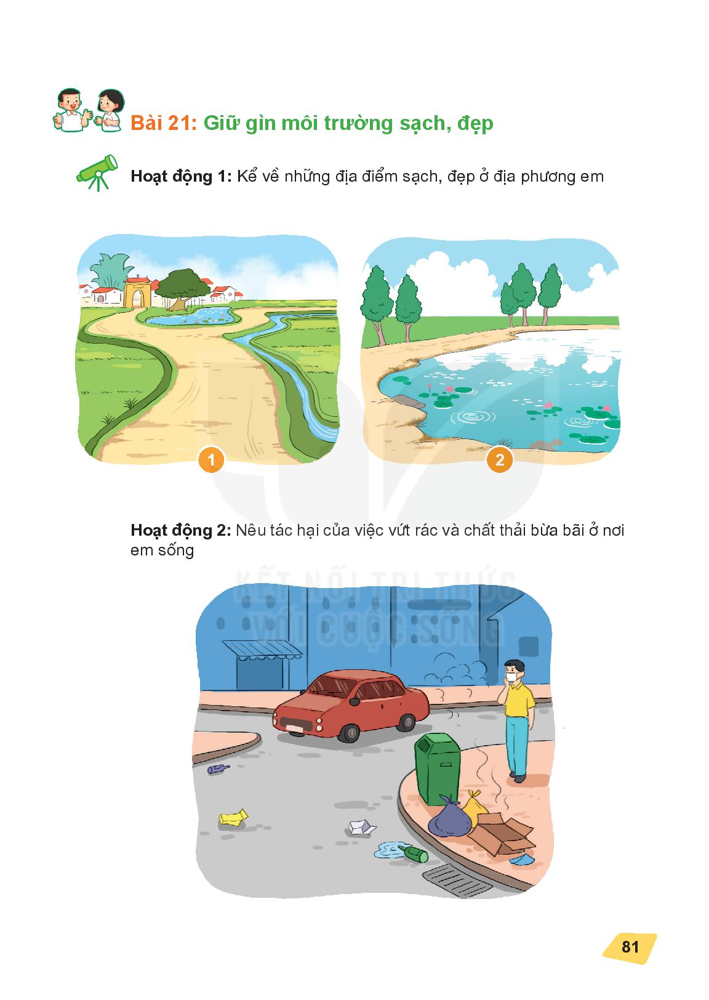 Bài 21: Giữ gìn môi trường sạch, đẹp
Hoạt động 1: Kể về những địa điểm sạch, đẹp ở địa phương em
1
2
Hoạt động 2: Nêu tác hại của việc vứt rác và chất thải bừa bãi ở nơi
em sống
KẾT NỐI TRI THỨC
VỚI CUỘC SỐNG
81